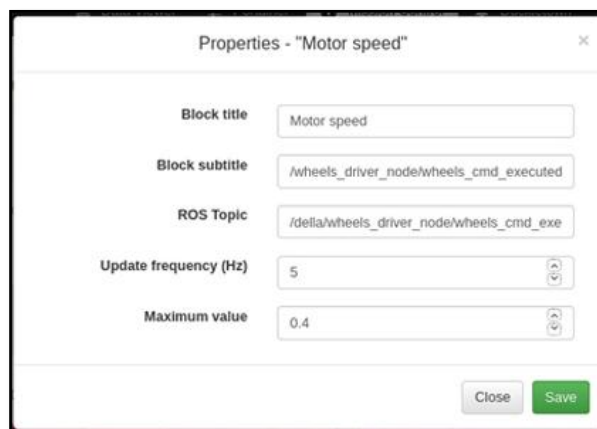 Properties - "Motor speed"
×
Block title
Motor speed
Block subtitle
/wheels_driver_node/wheels_cmd_executed
ROS Topic
/della/wheels_driver_node/wheels_cmd_exe
Update frequency (Hz)
5
Maximum value
0.4
Close
Save